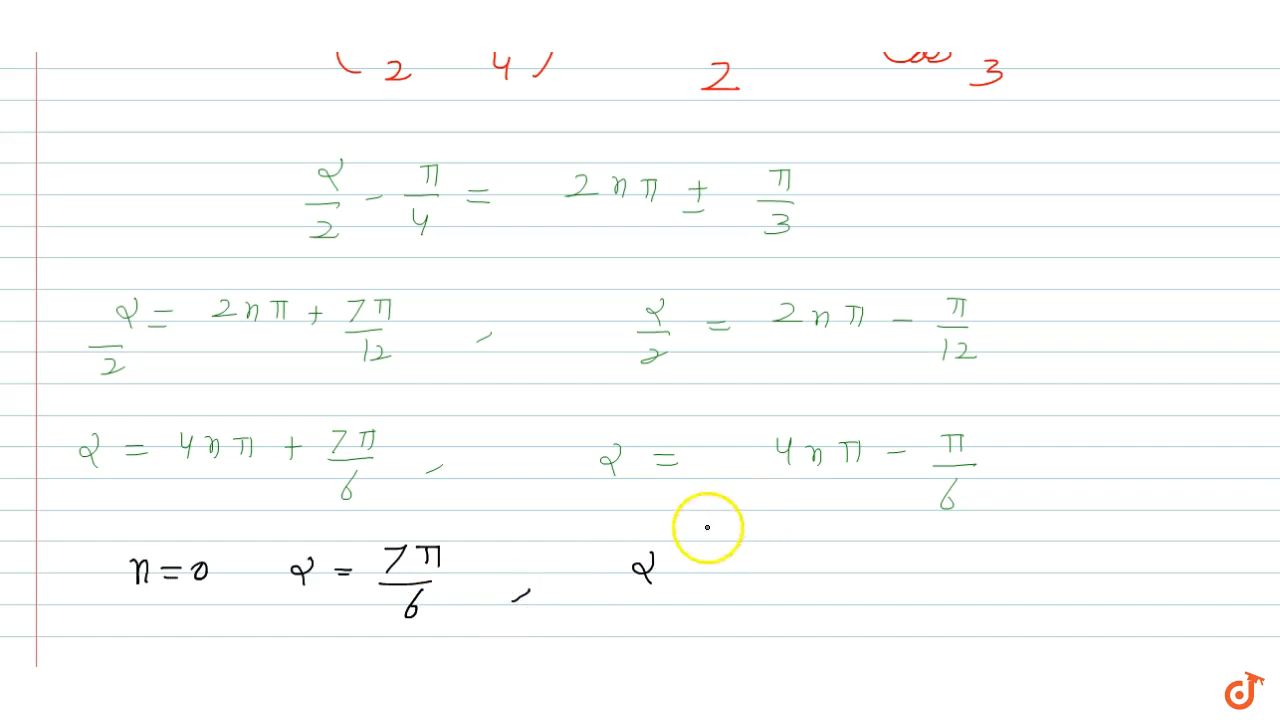 ( 2 4 ) 2 cos 3
α/2 - π/4 = 2nπ ± π/3
α/2 = 2nπ + 7π/12 , α/2 = 2nπ - π/12
α = 4nπ + 7π/6 , α = 4nπ - π/6
n=0 α = 7π/6 , α